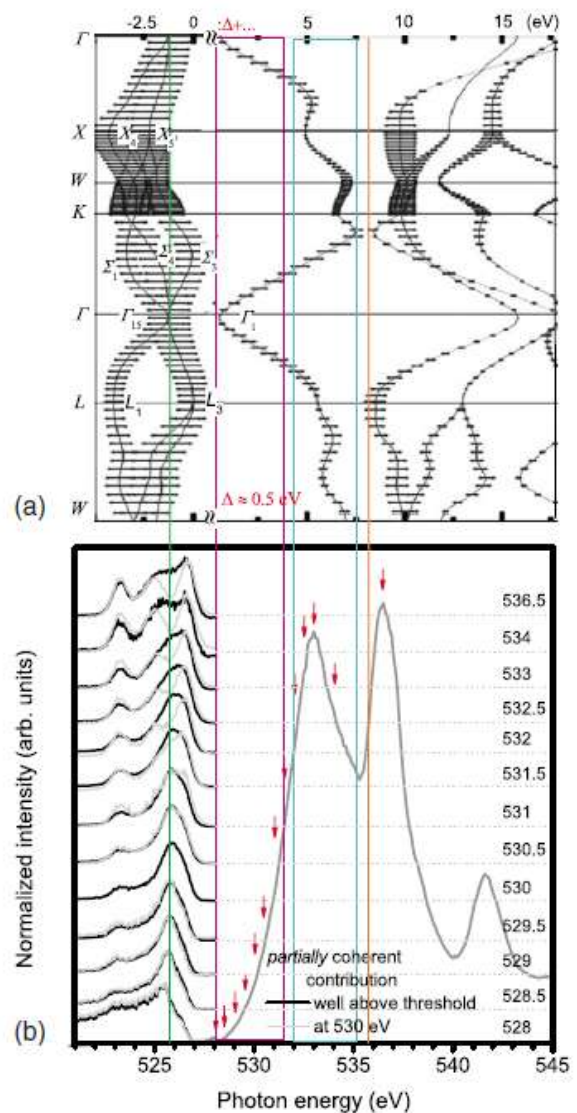 -2.5 0 :Δ+... 5 10 15 (eV)
Γ
X
X₄' X₅'
W
K
Σ₁ Σ₄ Σ₃
Γ₁₅ Γ₁
Γ
L
L₁ L₃
W
Δ ≈ 0.5 eV
(a)
536.5
534
533
532.5
532
531.5
531
530.5
530
529.5
529
528.5
528
partially coherent
contribution
well above threshold
at 530 eV
Normalized intensity (arb. units)
(b)
525 530 535 540 545
Photon energy (eV)